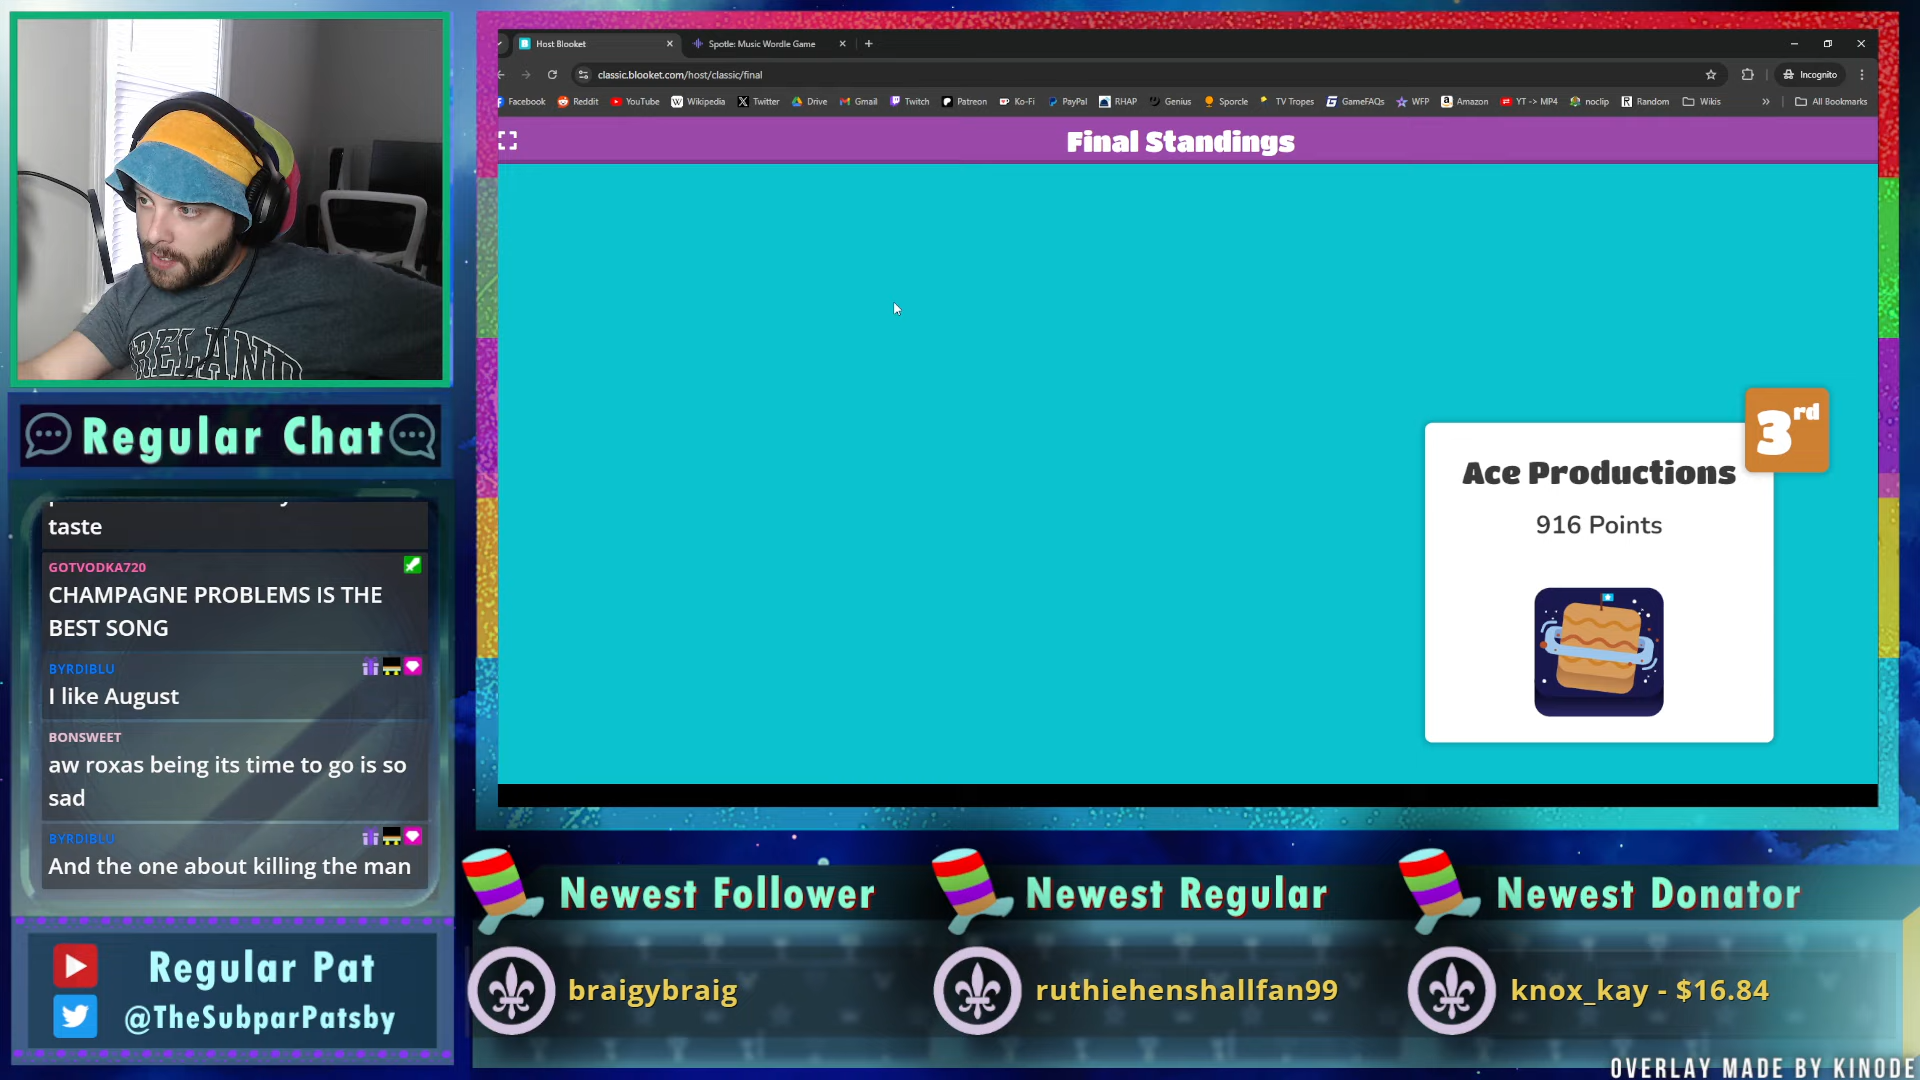 Host Blooket
Spotle: Music Wordle Game
classic.blooket.com/host/classic/final
Incognito
Facebook Reddit YouTube Wikipedia Twitter Drive Gmail Twitch Patreon Ko-Fi PayPal RHAP Genius Sporcle TV Tropes GameFAQs WFP Amazon YT -> MP4 noclip Random Wikis All Bookmarks
Final Standings
3rd
Ace Productions
916 Points
Regular Chat
taste
GOTVODKA720
CHAMPAGNE PROBLEMS IS THE
BEST SONG
BYRDIBLU
I like August
BONSWEET
aw roxas being its time to go is so
sad
BYRDIBLU
And the one about killing the man
Regular Pat
@TheSubparPatsby
Newest Follower
braigybraig
Newest Regular
ruthiehenshallfan99
Newest Donator
knox_kay - $16.84
OVERLAY MADE BY KINODE